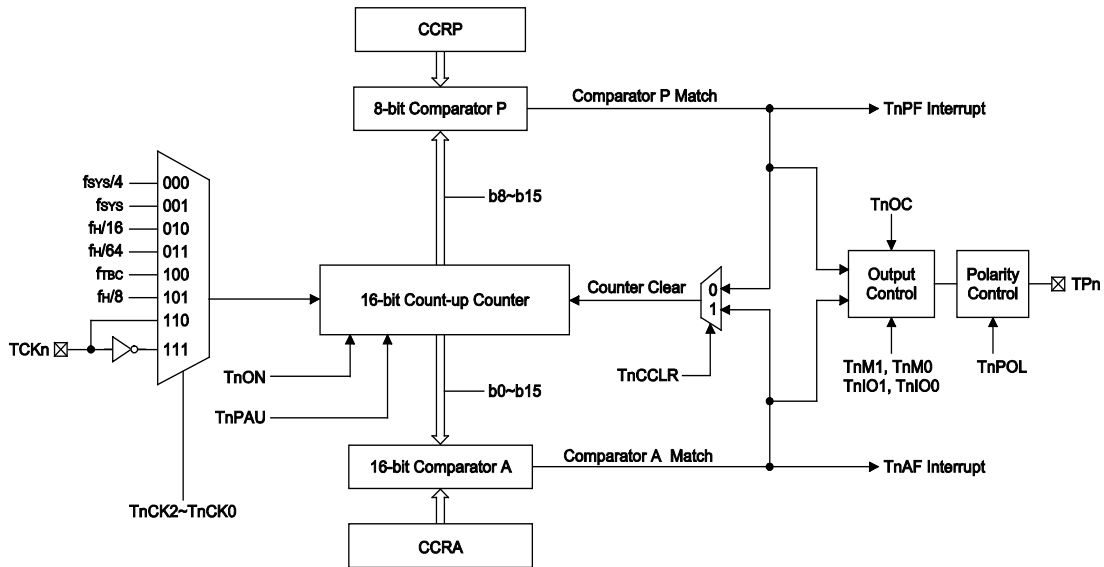 CCRP
8-bit Comparator P
Comparator P Match
TnPF Interrupt
b8~b15
fSYS/4
000
fSYS
001
fH/16
010
fH/64
011
fTBC
100
fH/8
101
110
111
TCKn
TnCK2~TnCK0
16-bit Count-up Counter
Counter Clear
0
1
TnON
TnPAU
TnCCLR
b0~b15
TnOC
Output
Control
Polarity
Control
TPn
TnM1, TnM0
TnIO1, TnIO0
TnPOL
16-bit Comparator A
Comparator A Match
TnAF Interrupt
CCRA